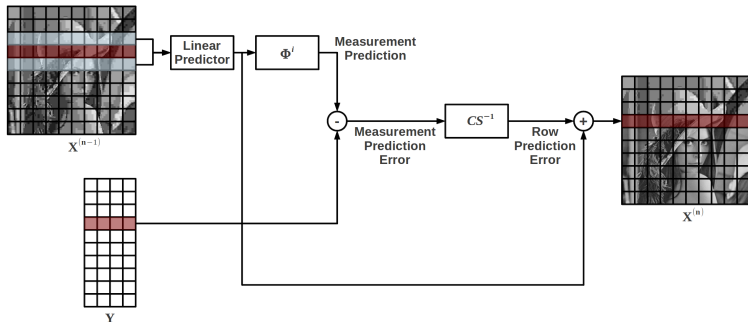 X(n−1)
Linear
Predictor
Φ^i
Measurement
Prediction
-
Measurement
Prediction
Error
CS⁻¹
Row
Prediction
Error
+
X(n)
Y